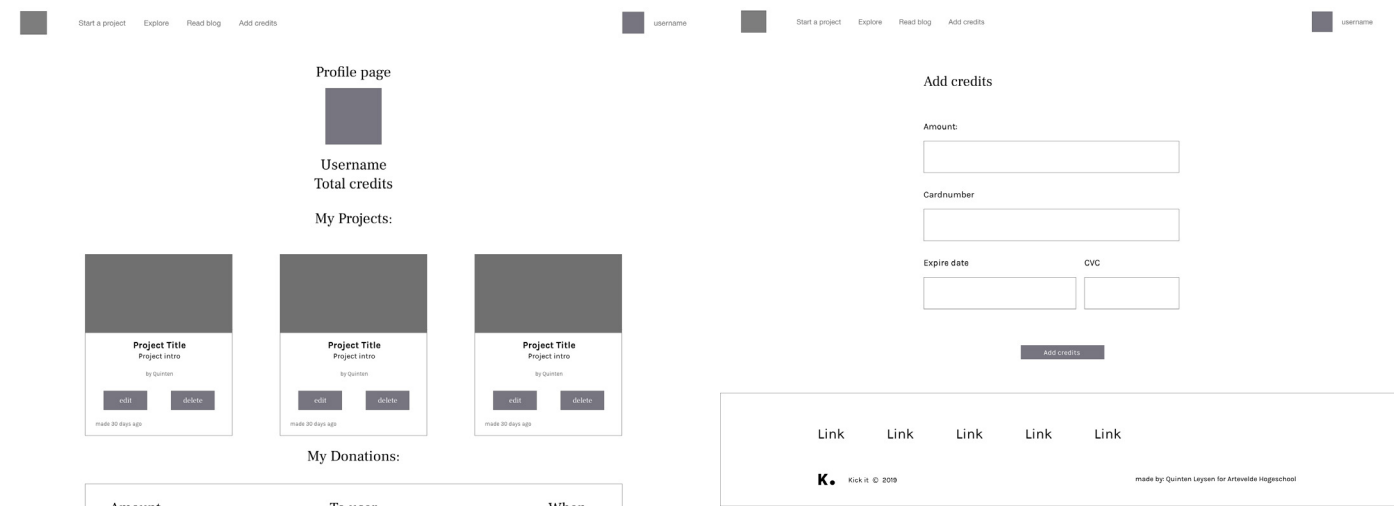 Start a project Explore Read blog Add credits username
Profile page
Username
Total credits
My Projects:
Project Title
Project intro
by Quinten
edit delete
made 30 days ago
Project Title
Project intro
by Quinten
edit delete
made 30 days ago
Project Title
Project intro
by Quinten
edit delete
made 30 days ago
My Donations:
Amount To user When
Start a project Explore Read blog Add credits username
Add credits
Amount:
Cardnumber
Expire date CVC
Add credits
Link Link Link Link Link
K. Kick it © 2019 made by: Quinten Leysen for Artevelde Hogeschool